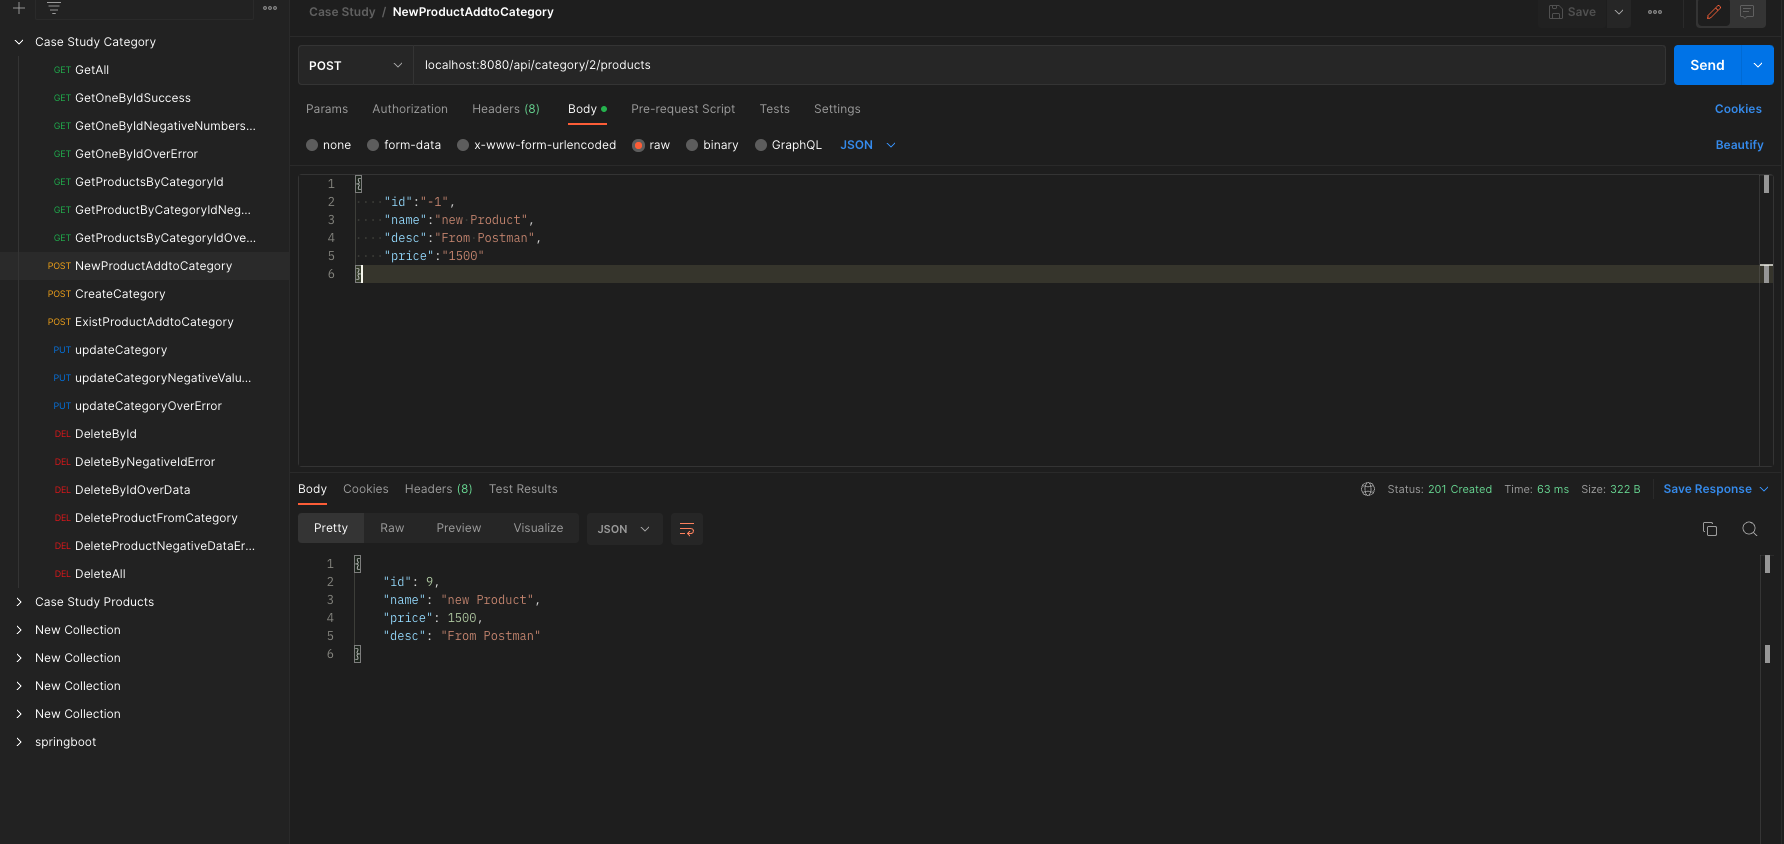 Case Study / NewProductAddtoCategory
Save
Case Study Category
GET GetAll
GET GetOneByIdSuccess
GET GetOneByIdNegativeNumbers...
GET GetOneByIdOverError
GET GetProductsByCategoryId
GET GetProductByCategoryIdNeg...
GET GetProductsByCategoryIdOve...
POST NewProductAddtoCategory
POST CreateCategory
POST ExistProductAddtoCategory
PUT updateCategory
PUT updateCategoryNegativeValu...
PUT updateCategoryOverError
DEL DeleteById
DEL DeleteByNegativeIdError
DEL DeleteByIdOverData
DEL DeleteProductFromCategory
DEL DeleteProductNegativeDataEr...
DEL DeleteAll
Case Study Products
New Collection
New Collection
New Collection
New Collection
springboot
POST localhost:8080/api/category/2/products Send
Params Authorization Headers (8) Body Pre-request Script Tests Settings Cookies
none form-data x-www-form-urlencoded raw binary GraphQL JSON Beautify
1 {
2 "id":"-1",
3 "name":"new Product",
4 "desc":"From Postman",
5 "price":"1500"
6 }
Body Cookies Headers (8) Test Results Status: 201 Created Time: 63 ms Size: 322 B Save Response
Pretty Raw Preview Visualize JSON
1 {
2 "id": 9,
3 "name": "new Product",
4 "price": 1500,
5 "desc": "From Postman"
6 }